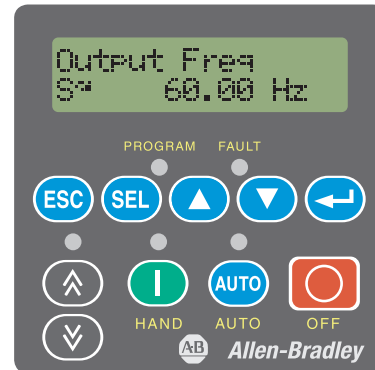 Output Freq
S 60.00 Hz
PROGRAM FAULT
ESC SEL
AUTO
HAND AUTO OFF
AB Allen-Bradley